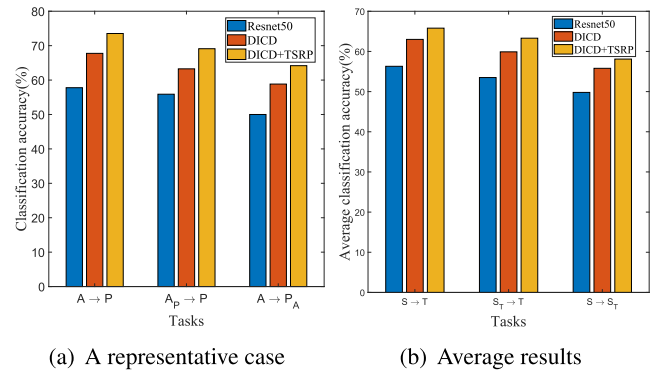 80
70
60
50
40
30
20
10
0
Classification accuracy(%)
Resnet50
DICD
DICD+TSRP
A → P
A_P → P
A → P_A
Tasks
(a) A representative case
70
60
50
40
30
20
10
0
Average classification accuracy(%)
Resnet50
DICD
DICD+TSRP
S → T
S_T → T
S → S_T
Tasks
(b) Average results